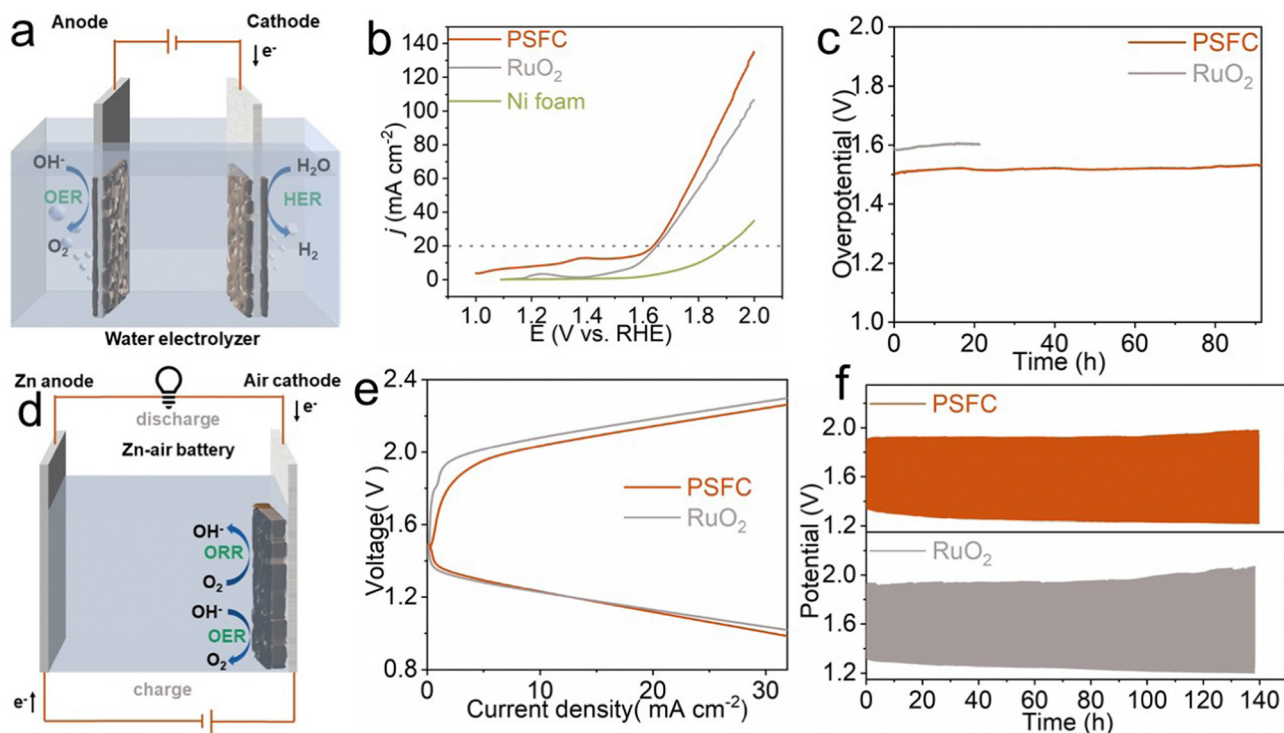 a
Anode
Cathode
e⁻
OH⁻
OER
O₂
H₂O
HER
H₂
Water electrolyzer
b
PSFC
RuO₂
Ni foam
j (mA cm⁻²)
140
120
100
80
60
40
20
0
1.0 1.2 1.4 1.6 1.8 2.0
E (V vs. RHE)
c
PSFC
RuO₂
Overpotential (V)
2.0
1.8
1.6
1.4
1.2
1.0
0 20 40 60 80
Time (h)
d
Zn anode
Air cathode
discharge
e⁻
Zn-air battery
OH⁻
ORR
O₂
OH⁻
OER
O₂
charge
e⁻
e
PSFC
RuO₂
Voltage( V )
2.4
2.0
1.6
1.2
0.8
0 10 20 30
Current density( mA cm⁻²)
f
PSFC
2.0
1.6
1.2
RuO₂
2.0
1.6
1.2
Potential (V)
0 20 40 60 80 100 120 140
Time (h)